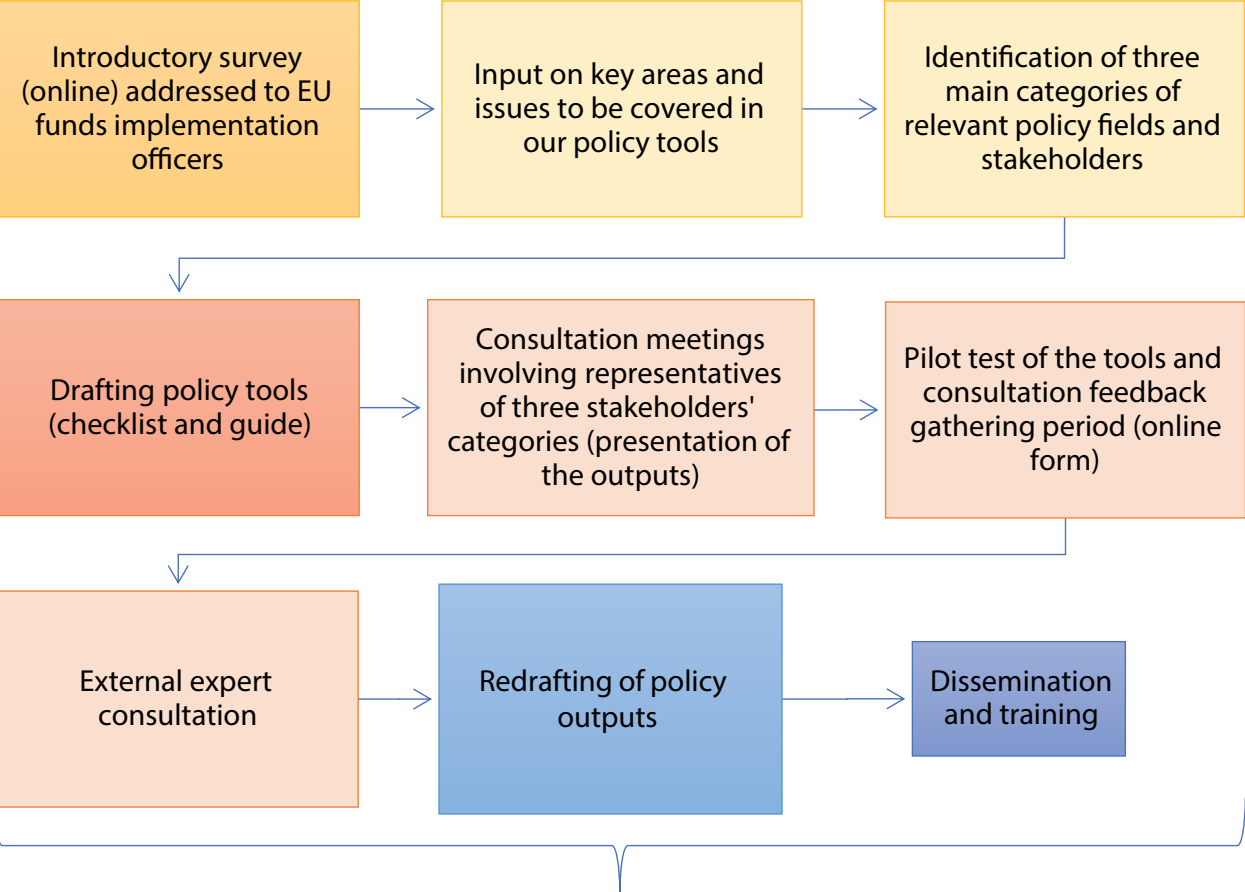 Introductory survey
(online) addressed to EU
funds implementation
officers
Input on key areas and
issues to be covered in
our policy tools
Identification of three
main categories of
relevant policy fields and
stakeholders
Drafting policy tools
(checklist and guide)
Consultation meetings
involving representatives
of three stakeholders'
categories (presentation of
the outputs)
Pilot test of the tools and
consultation feedback
gathering period (online
form)
External expert
consultation
Redrafting of policy
outputs
Dissemination
and training